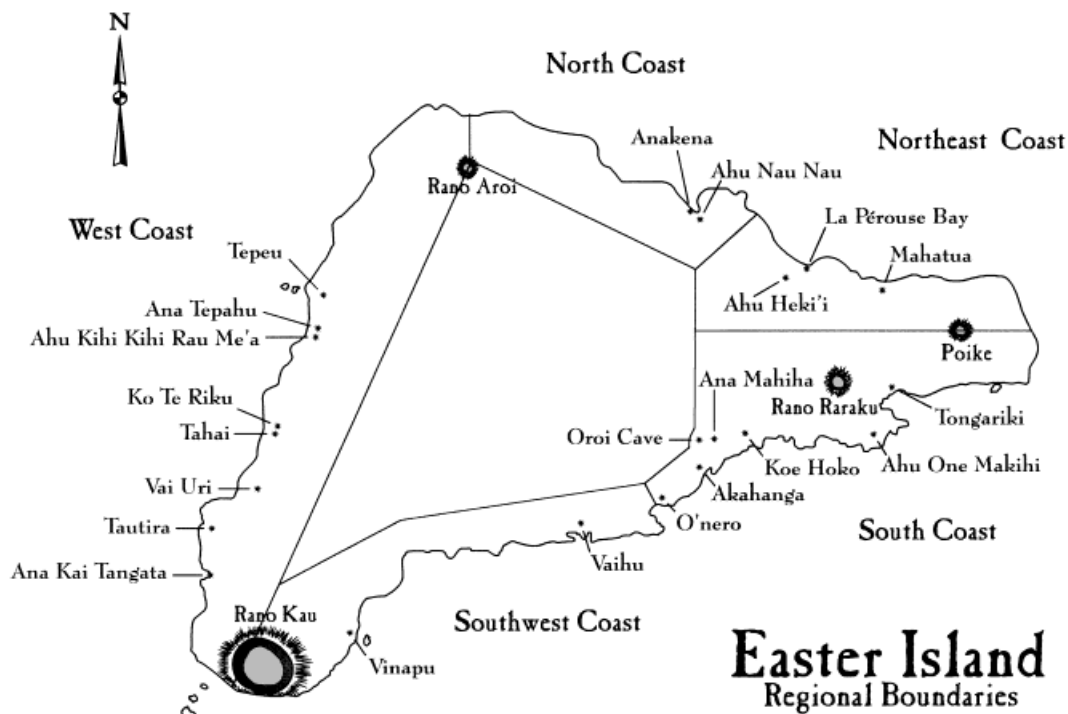 N
North Coast
Northeast Coast
Anakena
Ahu Nau Nau
Rano Aroi
La Pérouse Bay
West Coast
Mahatua
Tepeu
Ahu Heki'i
Ana Tepahu
Ahu Kihi Kihi Rau Me'a
Poike
Ana Mahiha
Rano Raraku
Ko Te Riku
Tongariki
Tahai
Oroi Cave
Koe Hoko
Ahu One Makihi
Vai Uri
Akahanga
Tautira
O'nero
South Coast
Vaihu
Ana Kai Tangata
Rano Kau
Southwest Coast
Vinapu
Easter Island
Regional Boundaries